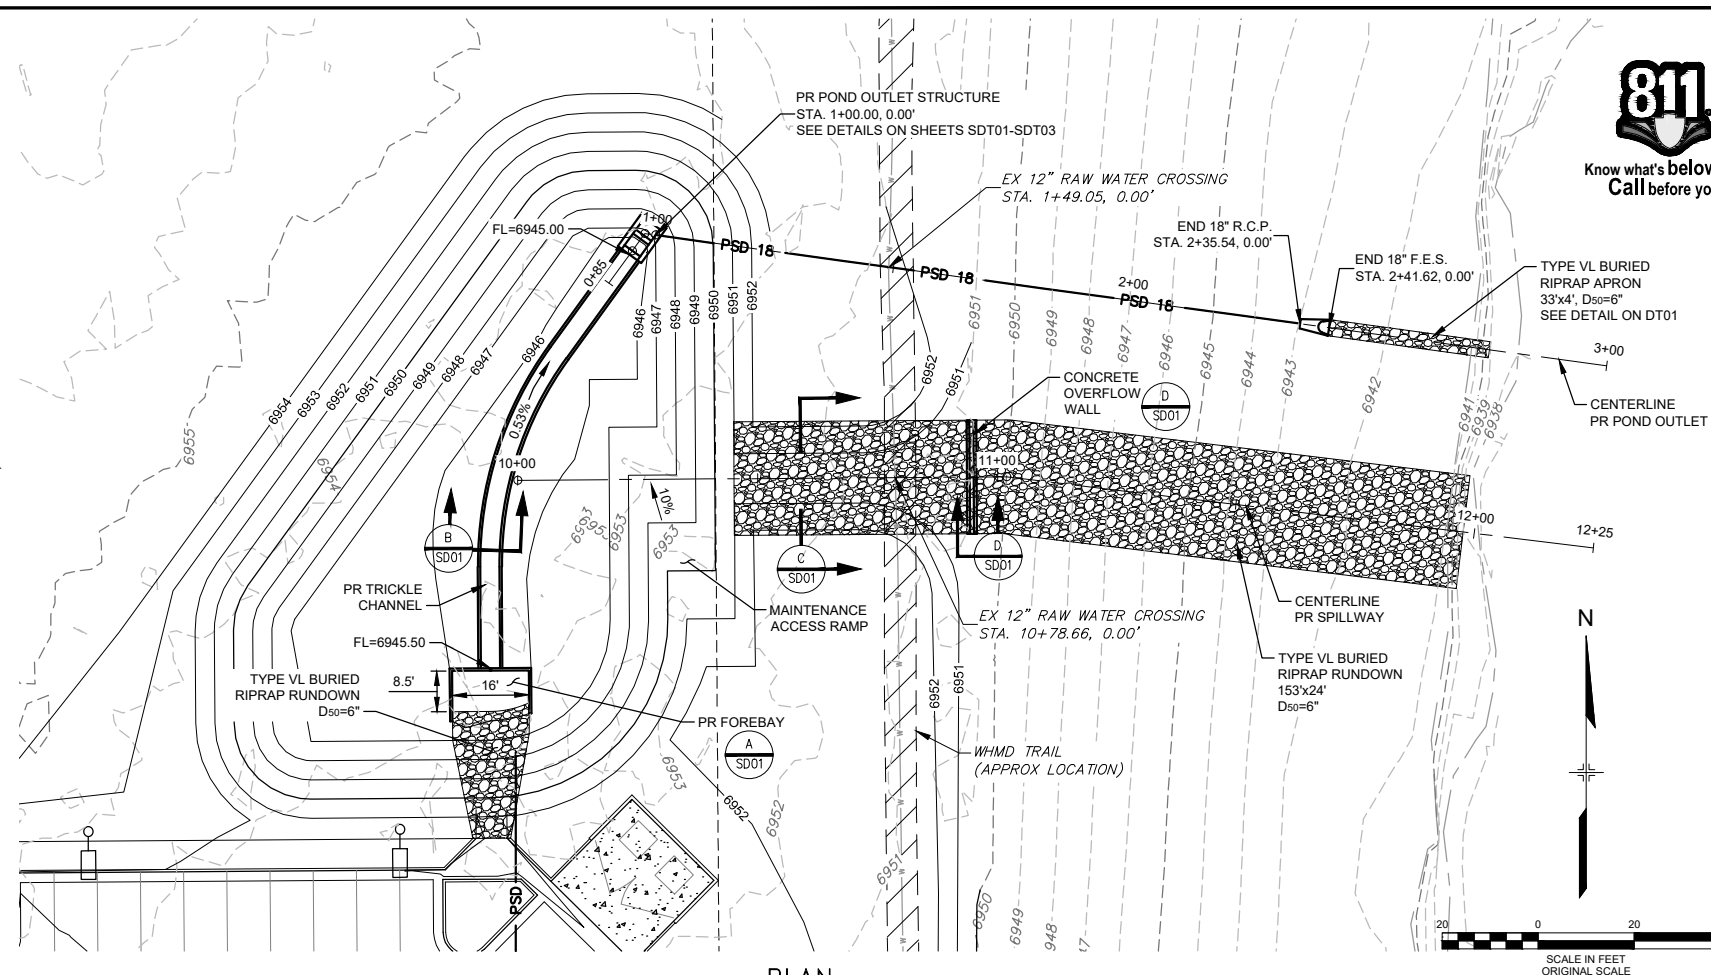 PR POND OUTLET STRUCTURE
STA. 1+00.00, 0.00'
SEE DETAILS ON SHEETS SDT01-SDT03
811
Know what's below
Call before yo
EX 12" RAW WATER CROSSING
STA. 1+49.05, 0.00'
END 18" R.C.P.
STA. 2+35.54, 0.00'
END 18" F.E.S.
STA. 2+41.62, 0.00'
TYPE VL BURIED
RIPRAP APRON
33'x4', D50=6"
SEE DETAIL ON DT01
FL=6945.00
1+00
0+85
PSD 18
PSD 18
2+00
PSD 18
3+00
CENTERLINE
PR POND OUTLET
6946
6947
6948
6949
6950
6951
6952
6954
6953
6952
6951
6950
6949
6948
6947
6946
6955
6954
0.53%
10+00
6952
6951
6951
6950
6949
6948
6947
6946
6945
6944
6943
6942
6941
6939
6938
CONCRETE
OVERFLOW
WALL
D
SD01
11+00
12+00
12+25
10%
6953
6953
6953
B
SD01
C
SD01
D
SD01
PR TRICKLE
CHANNEL
MAINTENANCE
ACCESS RAMP
EX 12" RAW WATER CROSSING
STA. 10+78.66, 0.00'
CENTERLINE
PR SPILLWAY
TYPE VL BURIED
RIPRAP RUNDOWN
153'x24'
D50=6"
FL=6945.50
TYPE VL BURIED
RIPRAP RUNDOWN
D50=6"
8.5'
16'
PR FOREBAY
A
SD01
6953
6952
6952
6952
6951
WHMD TRAIL
(APPROX LOCATION)
6951
6950
6949
948
47
PSD
N
20
0
20
SCALE IN FEET
ORIGINAL SCALE
PLAN